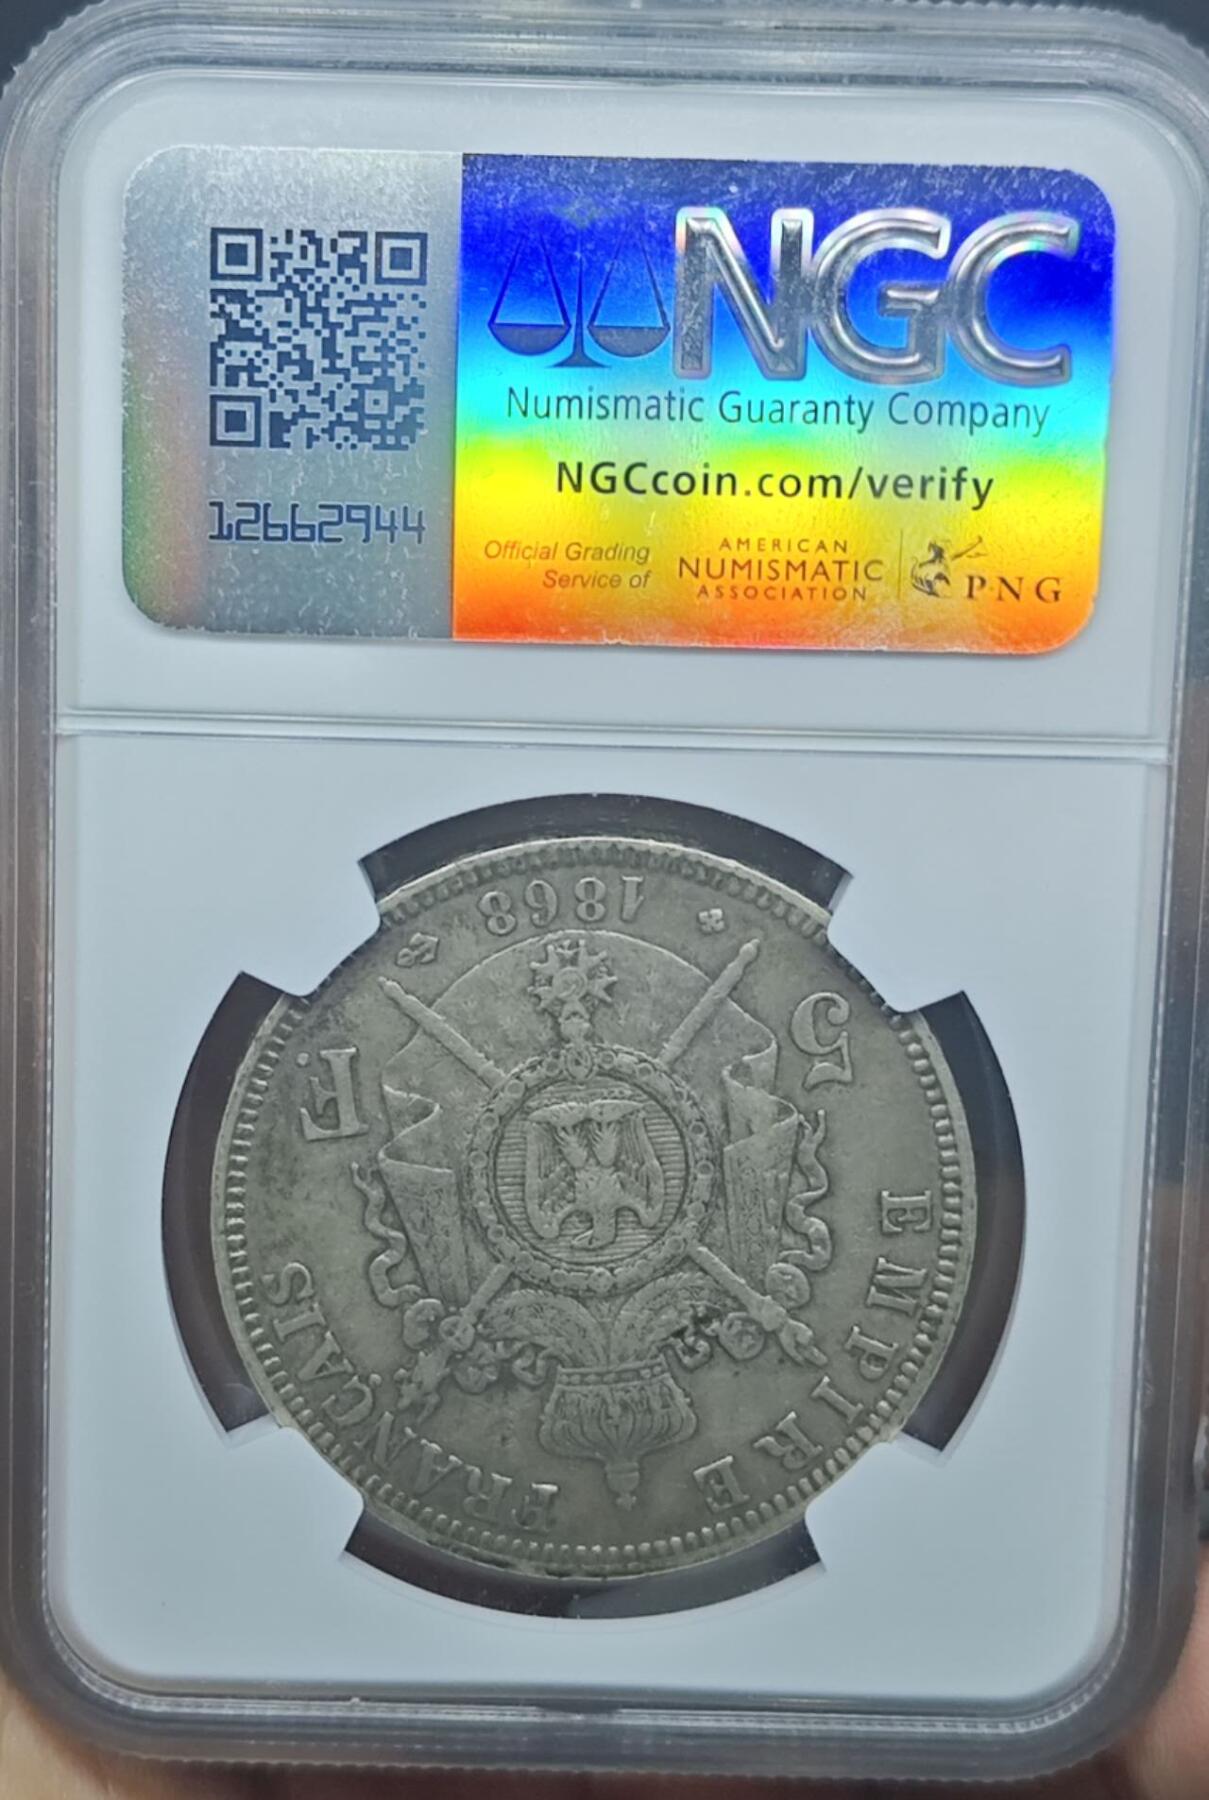 NGC
Numismatic Guaranty Company
NGCcoin.com/verify
12662944
Official Grading
Service of
AMERICAN
NUMISMATIC
ASSOCIATION
PNG
EMPIRE FRANÇAIS
5 F.
1868